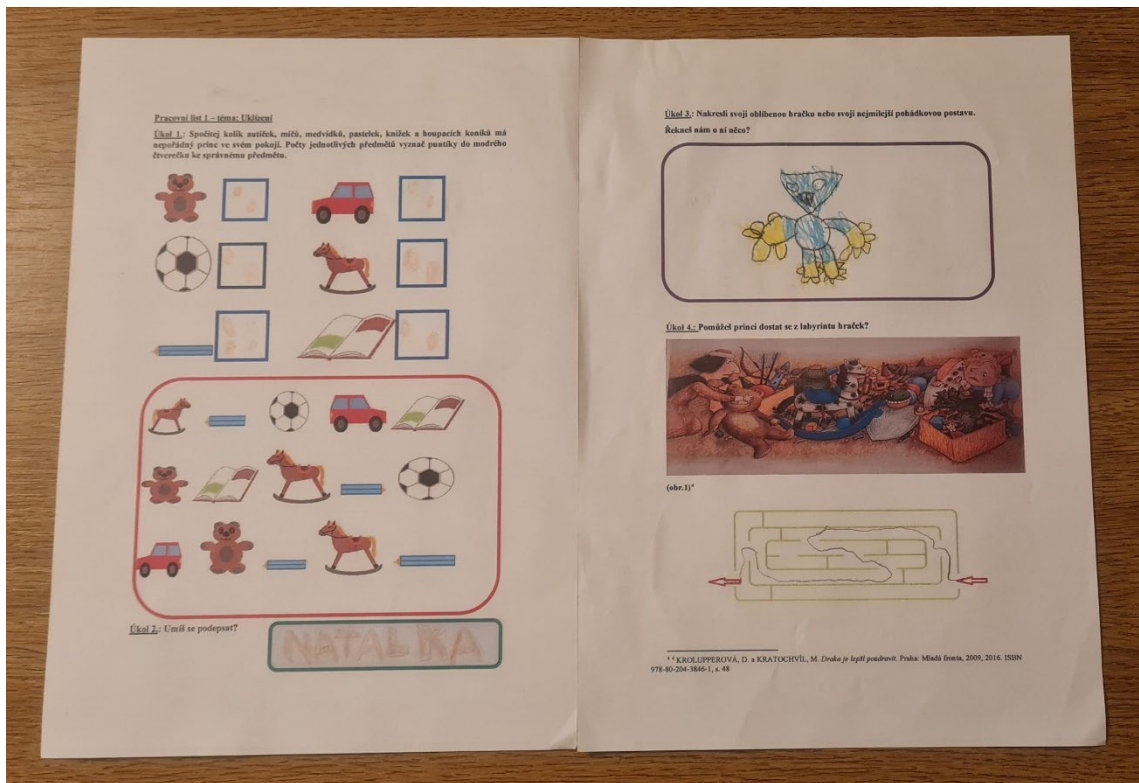 Pracovní list 1 – téma: Uklízení
Úkol 1.: Spočítej kolik autíček, míčů, medvídků, pastelek, knížek a houpacích koníků má
nepořádný princ ve svém pokoji. Počty jednotlivých předmětů vyznač puntíky do modrého
čtverečku ke správnému předmětu.
Úkol 2.: Umíš se podepsat?
NATALKA
Úkol 3.: Nakresli svoji oblíbenou hračku nebo svoji nejmilejší pohádkovou postavu.
Řekneš nám o ní něco?
Úkol 4.: Pomůžeš princi dostat se z labyrintu hraček?
(obr.1)⁴
⁴ ⁴ KROLUPPEROVÁ, D. a KRATOCHVÍL, M. Draka je lepší pozdravit. Praha: Mladá fronta, 2009, 2016. ISBN
978-80-204-3846-1, s. 48